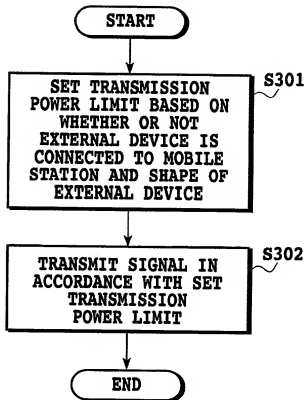 START
S301
SET TRANSMISSION
POWER LIMIT BASED ON
WHETHER OR NOT
EXTERNAL DEVICE IS
CONNECTED TO MOBILE
STATION AND SHAPE OF
EXTERNAL DEVICE
S302
TRANSMIT SIGNAL IN
ACCORDANCE WITH SET
TRANSMISSION
POWER LIMIT
END